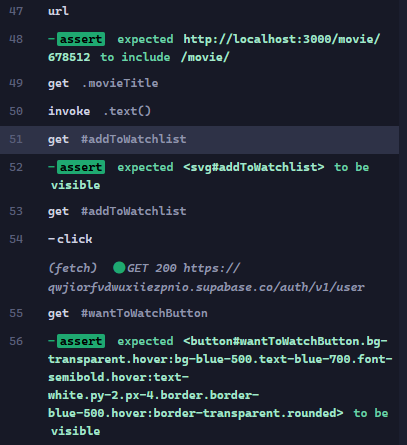 47 url
48 -assert expected http://localhost:3000/movie/
678512 to include /movie/
49 get .movieTitle
50 invoke .text()
51 get #addToWatchlist
52 -assert expected <svg#addToWatchlist> to be
visible
53 get #addToWatchlist
54 -click
(fetch) GET 200 https://
qwjiorfvdwuxiiezpnio.supabase.co/auth/v1/user
55 get #wantToWatchButton
56 -assert expected <button#wantToWatchButton.bg-
transparent.hover:bg-blue-500.text-blue-700.font-
semibold.hover:text-
white.py-2.px-4.border.border-
blue-500.hover:border-transparent.rounded> to be
visible